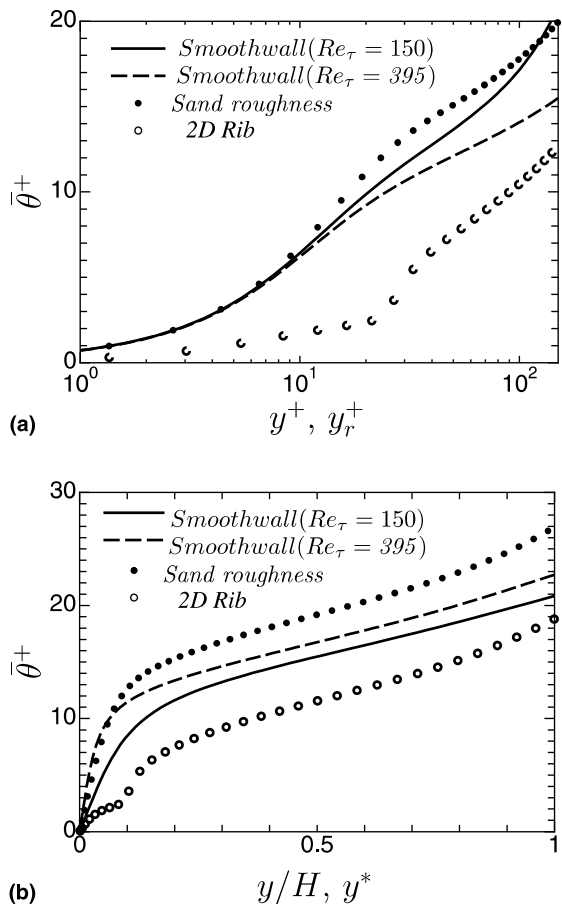 20
Smoothwall(Re_τ = 150)
Smoothwall(Re_τ = 395)
Sand roughness
2D Rib
10
θ̄⁺
0
10⁰ 10¹ 10²
(a)
y⁺, y_r⁺
30
Smoothwall(Re_τ = 150)
Smoothwall(Re_τ = 395)
Sand roughness
2D Rib
20
θ̄⁺
10
0
0 0.5 1
(b)
y/H, y*